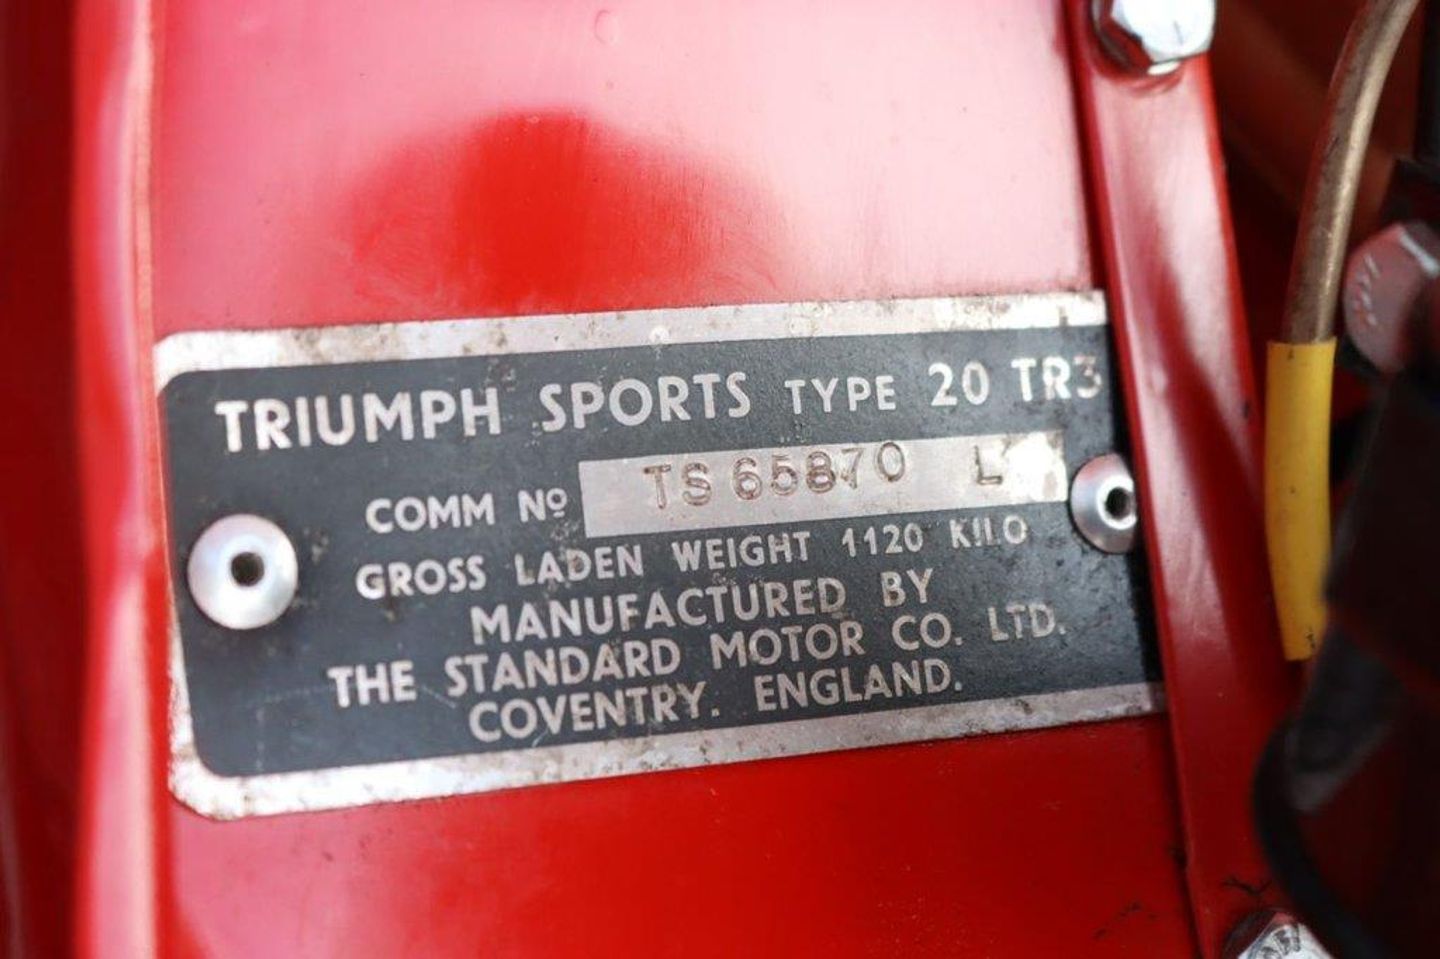 TRIUMPH SPORTS TYPE 20 TR3
COMM Nº TS 65870 L
GROSS LADEN WEIGHT 1120 KILO
MANUFACTURED BY
THE STANDARD MOTOR CO. LTD.
COVENTRY. ENGLAND.